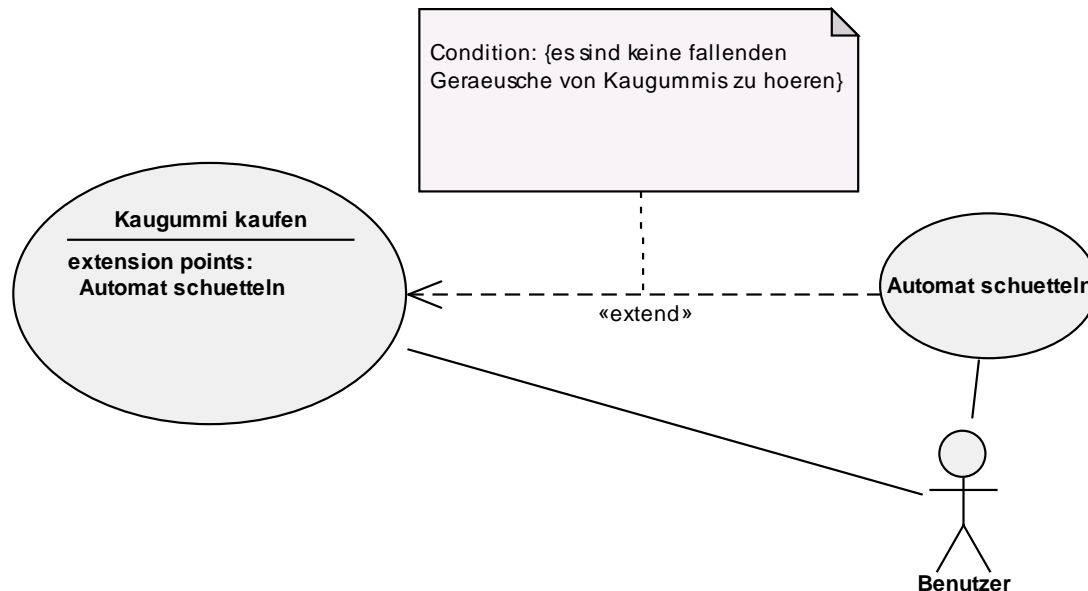 Condition: {es sind keine fallenden
Geraeusche von Kaugummis zu hoeren}
Kaugummi kaufen
extension points:
Automat schuetteln
«extend»
Automat schuetteln
Benutzer